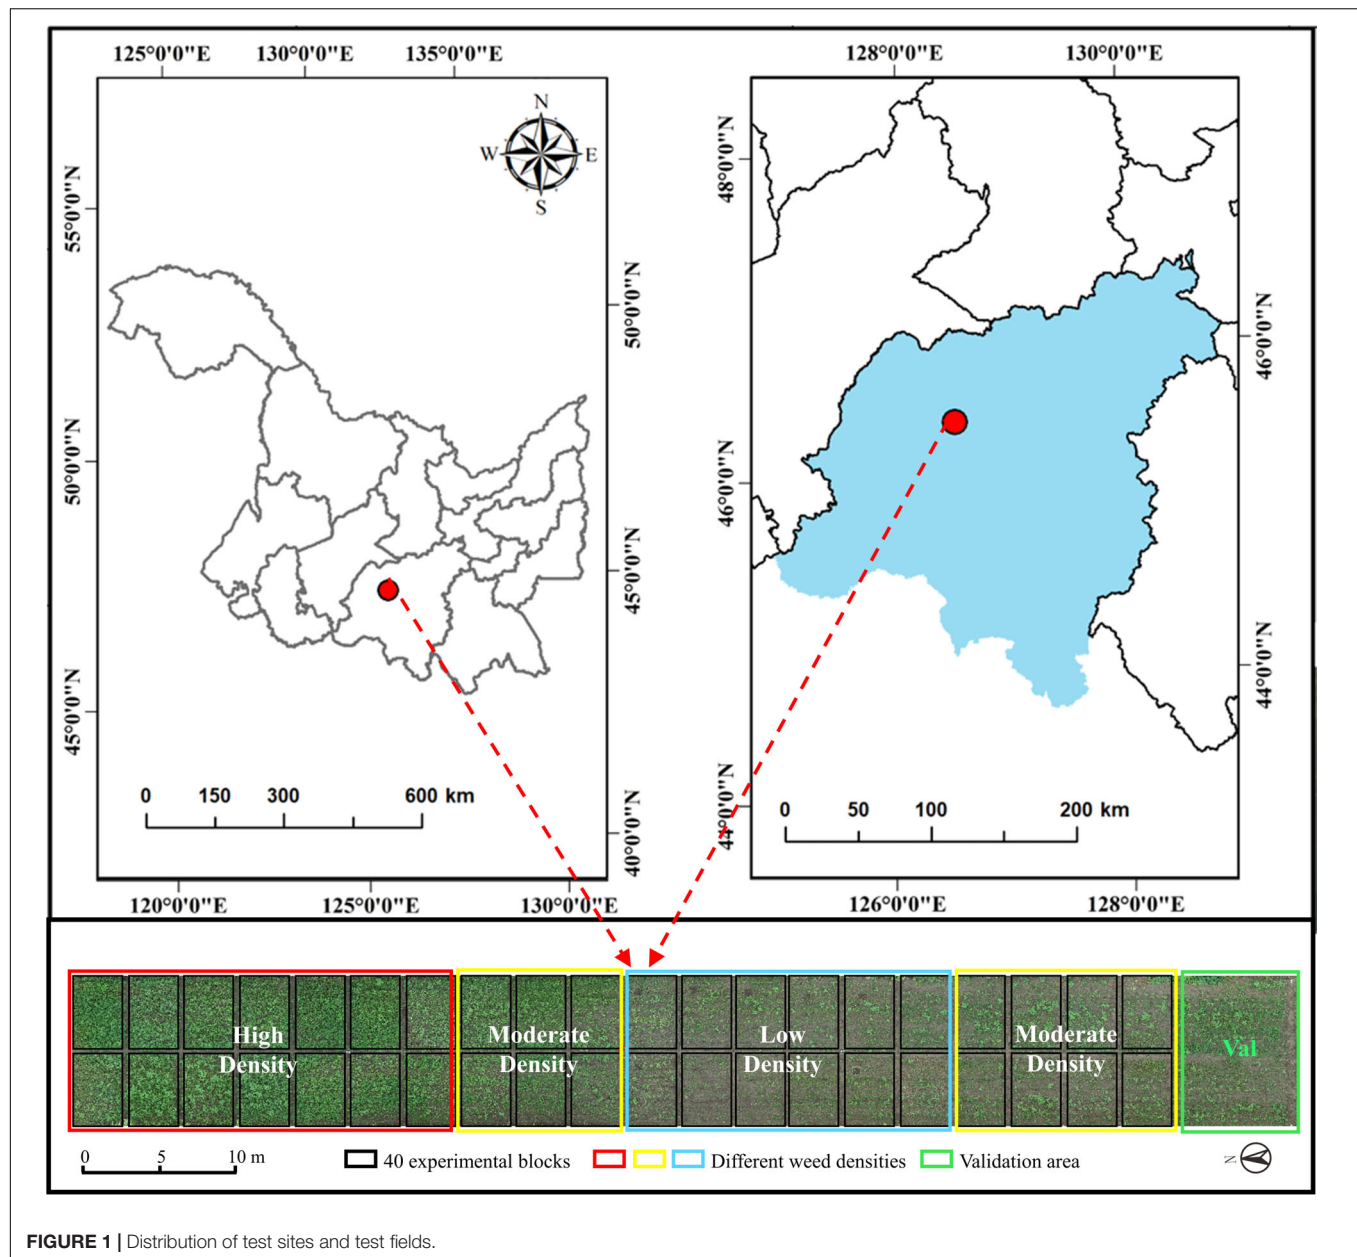 125°0'0"E 130°0'0"E 135°0'0"E
N
W E
S
55°0'0"N
50°0'0"N
45°0'0"N
50°0'0"N
45°0'0"N
40°0'0"N
0 150 300 600 km
120°0'0"E 125°0'0"E 130°0'0"E
128°0'0"E 130°0'0"E
48°0'0"N
46°0'0"N
44°0'0"N
46°0'0"N
44°0'0"N
0 50 100 200 km
126°0'0"E 128°0'0"E
High
Density
Moderate
Density
Low
Density
Moderate
Density
Val
0 5 10 m
40 experimental blocks
Different weed densities
Validation area
N
FIGURE 1 | Distribution of test sites and test fields.